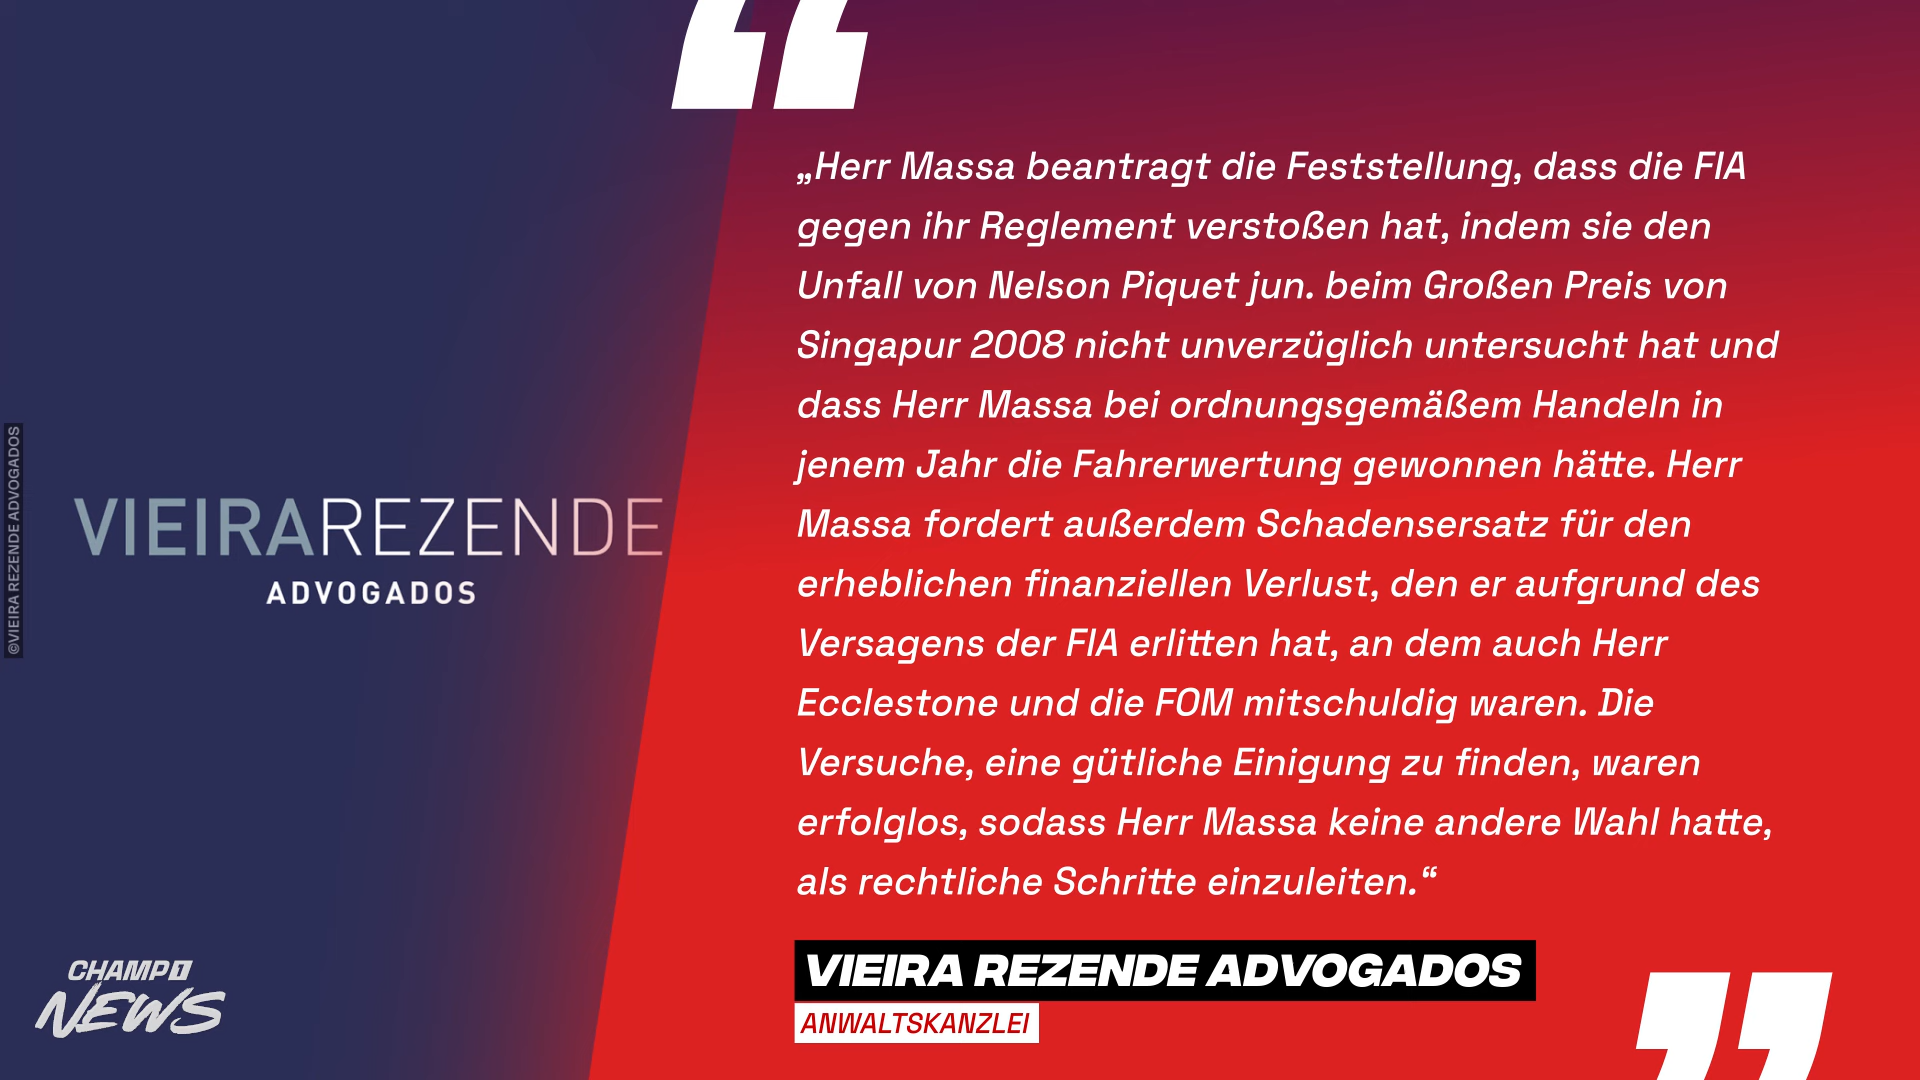 „Herr Massa beantragt die Feststellung, dass die FIA
gegen ihr Reglement verstoßen hat, indem sie den
Unfall von Nelson Piquet jun. beim Großen Preis von
Singapur 2008 nicht unverzüglich untersucht hat und
dass Herr Massa bei ordnungsgemäßem Handeln in
jenem Jahr die Fahrerwertung gewonnen hätte. Herr
Massa fordert außerdem Schadensersatz für den
erheblichen finanziellen Verlust, den er aufgrund des
Versagens der FIA erlitten hat, an dem auch Herr
Ecclestone und die FOM mitschuldig waren. Die
Versuche, eine gütliche Einigung zu finden, waren
erfolglos, sodass Herr Massa keine andere Wahl hatte,
als rechtliche Schritte einzuleiten.“
VIEIRA REZENDE ADVOGADOS
ANWALTSKANZLEI
VIEIRAREZENDE
ADVOGADOS
©VIEIRA REZENDE ADVOGADOS
CHAMP1
NEWS